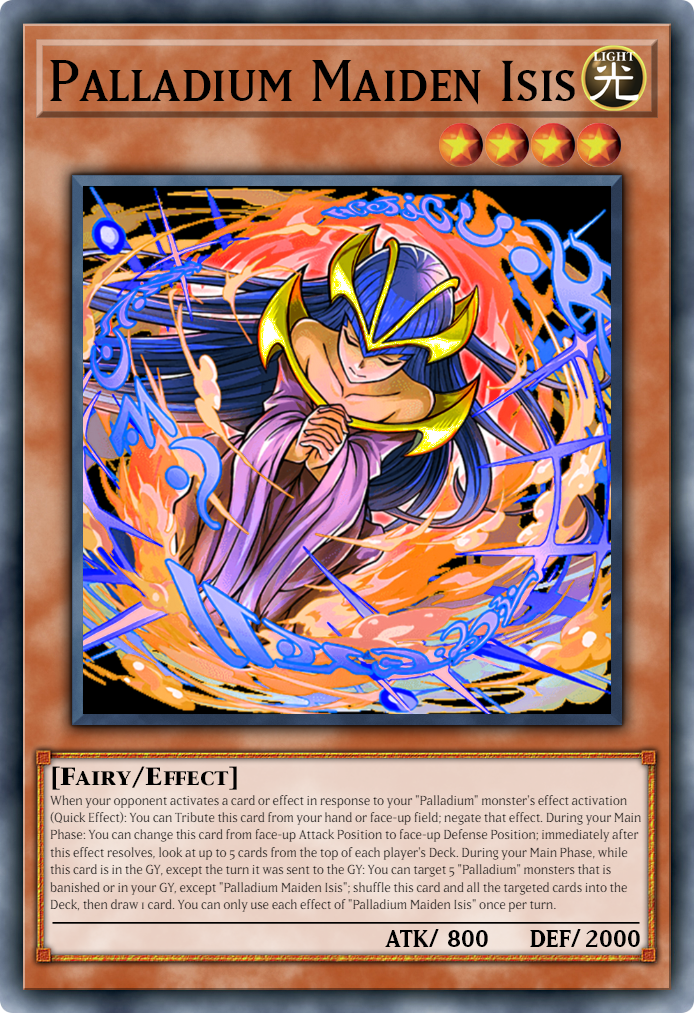 Palladium Maiden Isis
LIGHT
光
[Fairy/Effect]
When your opponent activates a card or effect in response to your "Palladium" monster's effect activation
(Quick Effect): You can Tribute this card from your hand or face-up field; negate that effect. During your Main
Phase: You can change this card from face-up Attack Position to face-up Defense Position; immediately after
this effect resolves, look at up to 5 cards from the top of each player's Deck. During your Main Phase, while
this card is in the GY, except the turn it was sent to the GY: You can target 5 "Palladium" monsters that is
banished or in your GY, except "Palladium Maiden Isis"; shuffle this card and all the targeted cards into the
Deck, then draw 1 card. You can only use each effect of "Palladium Maiden Isis" once per turn.
ATK/ 800 DEF/ 2000